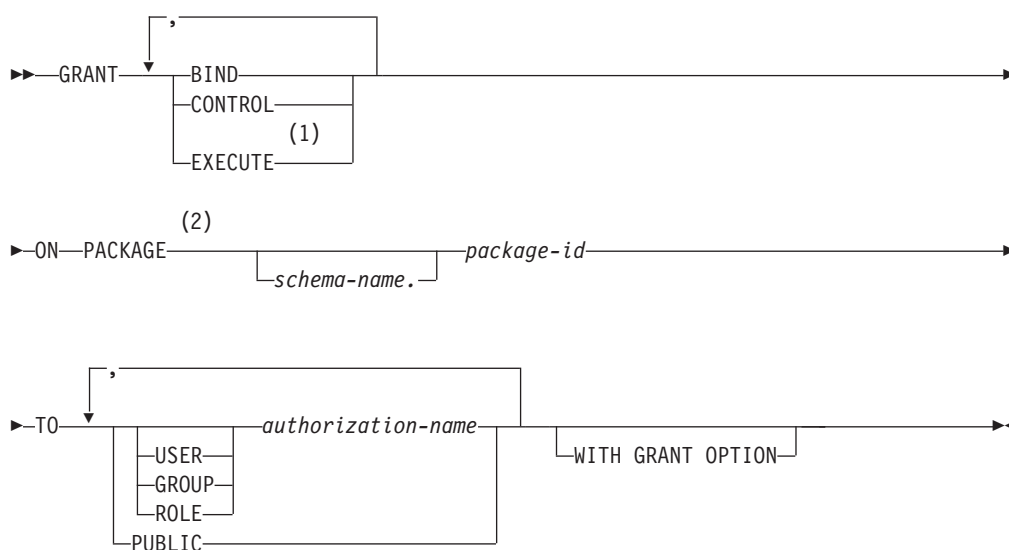 ,
GRANT BIND
CONTROL
(1)
EXECUTE
(2)
ON PACKAGE package-id
schema-name.
,
TO authorization-name
USER WITH GRANT OPTION
GROUP
ROLE
PUBLIC